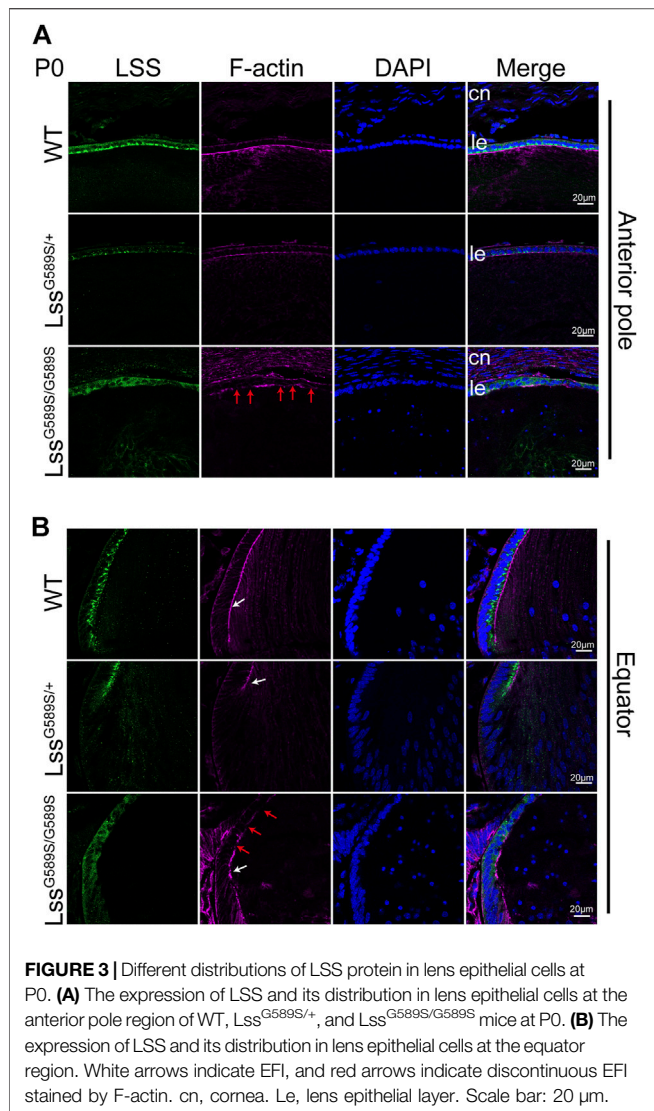 A
P0 LSS F-actin DAPI Merge
WT
cn
le
20μm
Lss^G589S/+
le
20μm
Lss^G589S/G589S
cn
le
20μm
Anterior pole
B
WT
20μm
Lss^G589S/+
20μm
Lss^G589S/G589S
20μm
Equator
FIGURE 3 | Different distributions of LSS protein in lens epithelial cells at
P0. (A) The expression of LSS and its distribution in lens epithelial cells at the
anterior pole region of WT, Lss^G589S/+, and Lss^G589S/G589S mice at P0. (B) The
expression of LSS and its distribution in lens epithelial cells at the equator
region. White arrows indicate EFI, and red arrows indicate discontinuous EFI
stained by F-actin. cn, cornea. Le, lens epithelial layer. Scale bar: 20 μm.